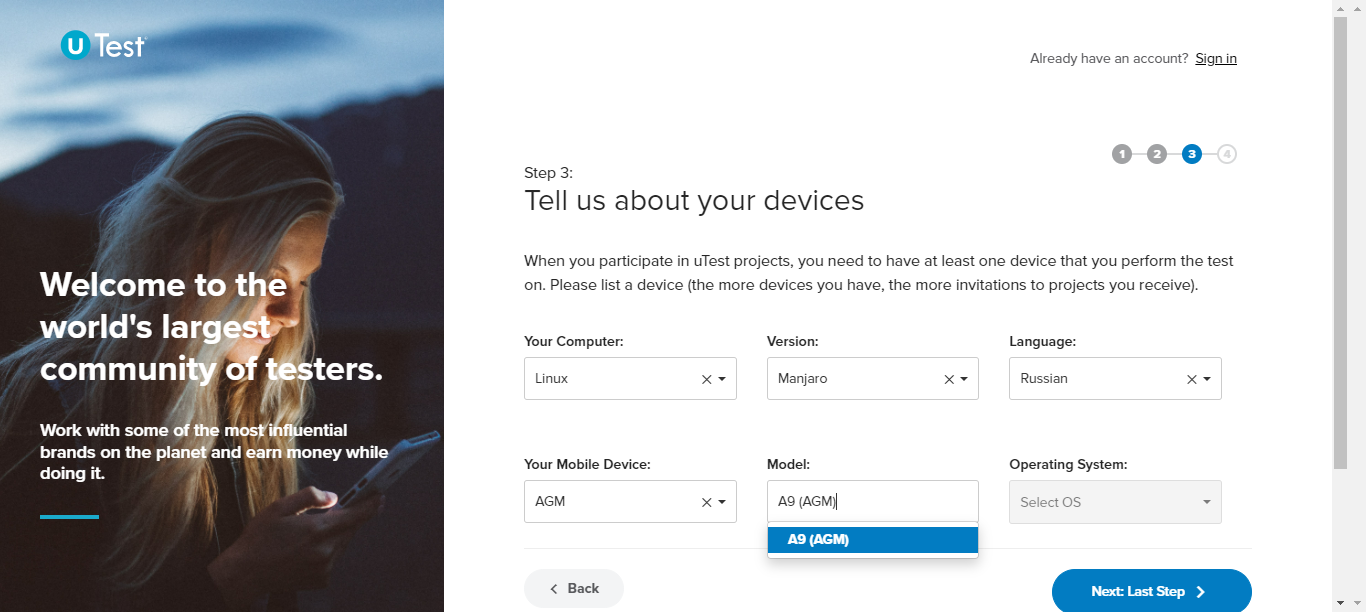 uTest
Already have an account? Sign in
1 2 3 4
Step 3:
Tell us about your devices
Welcome to the
world's largest
community of testers.
Work with some of the most influential
brands on the planet and earn money while
doing it.
When you participate in uTest projects, you need to have at least one device that you perform the test
on. Please list a device (the more devices you have, the more invitations to projects you receive).
Your Computer: Version: Language:
Linux Manjaro Russian
Your Mobile Device: Model: Operating System:
AGM A9 (AGM) Select OS
A9 (AGM)
Back Next: Last Step